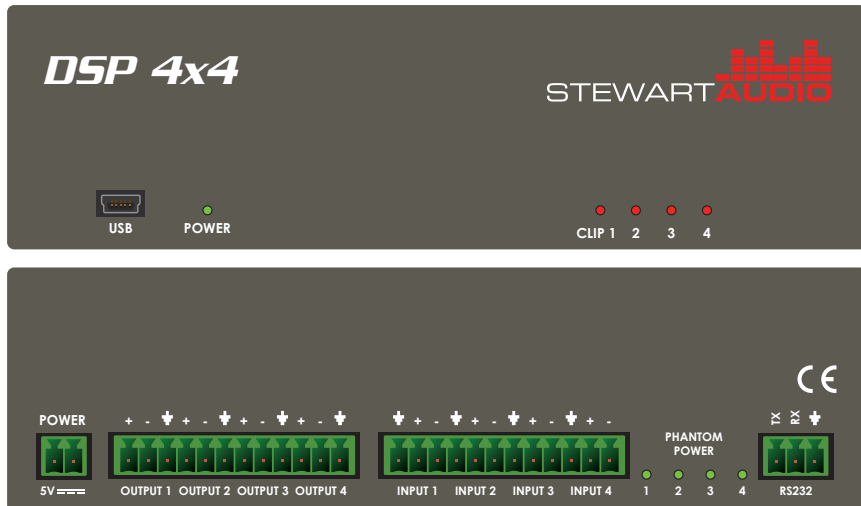 DSP 4x4
STEWARTAUDIO
USB
POWER
CLIP 1 2 3 4
CE
POWER
+ - + - + - + -
+ - + - + - + -
TX
RX
PHANTOM
POWER
5V
OUTPUT 1 OUTPUT 2 OUTPUT 3 OUTPUT 4
INPUT 1 INPUT 2 INPUT 3 INPUT 4
1 2 3 4
RS232